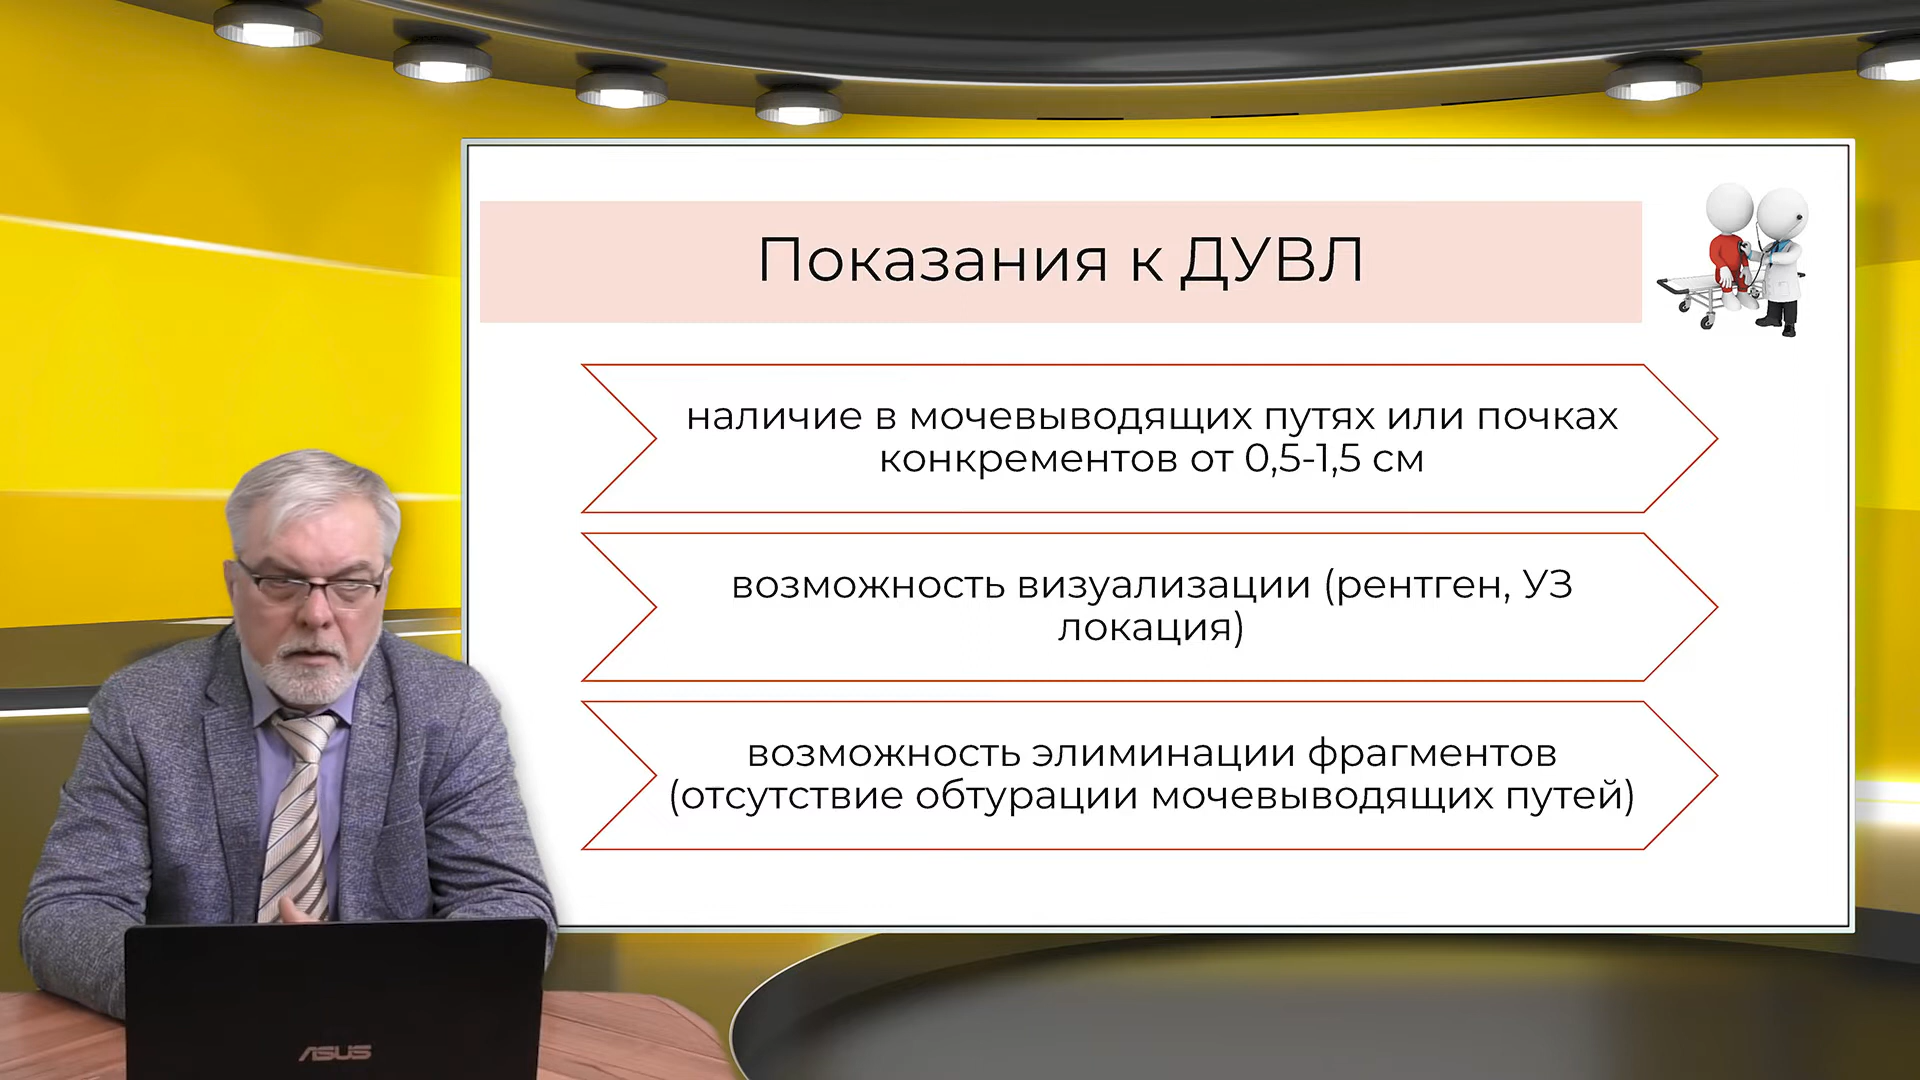 Показания к ДУВЛ
наличие в мочевыводящих путях или почках
конкрементов от 0,5-1,5 см
возможность визуализации (рентген, УЗ
локация)
возможность элиминации фрагментов
(отсутствие обтурации мочевыводящих путей)
ASUS